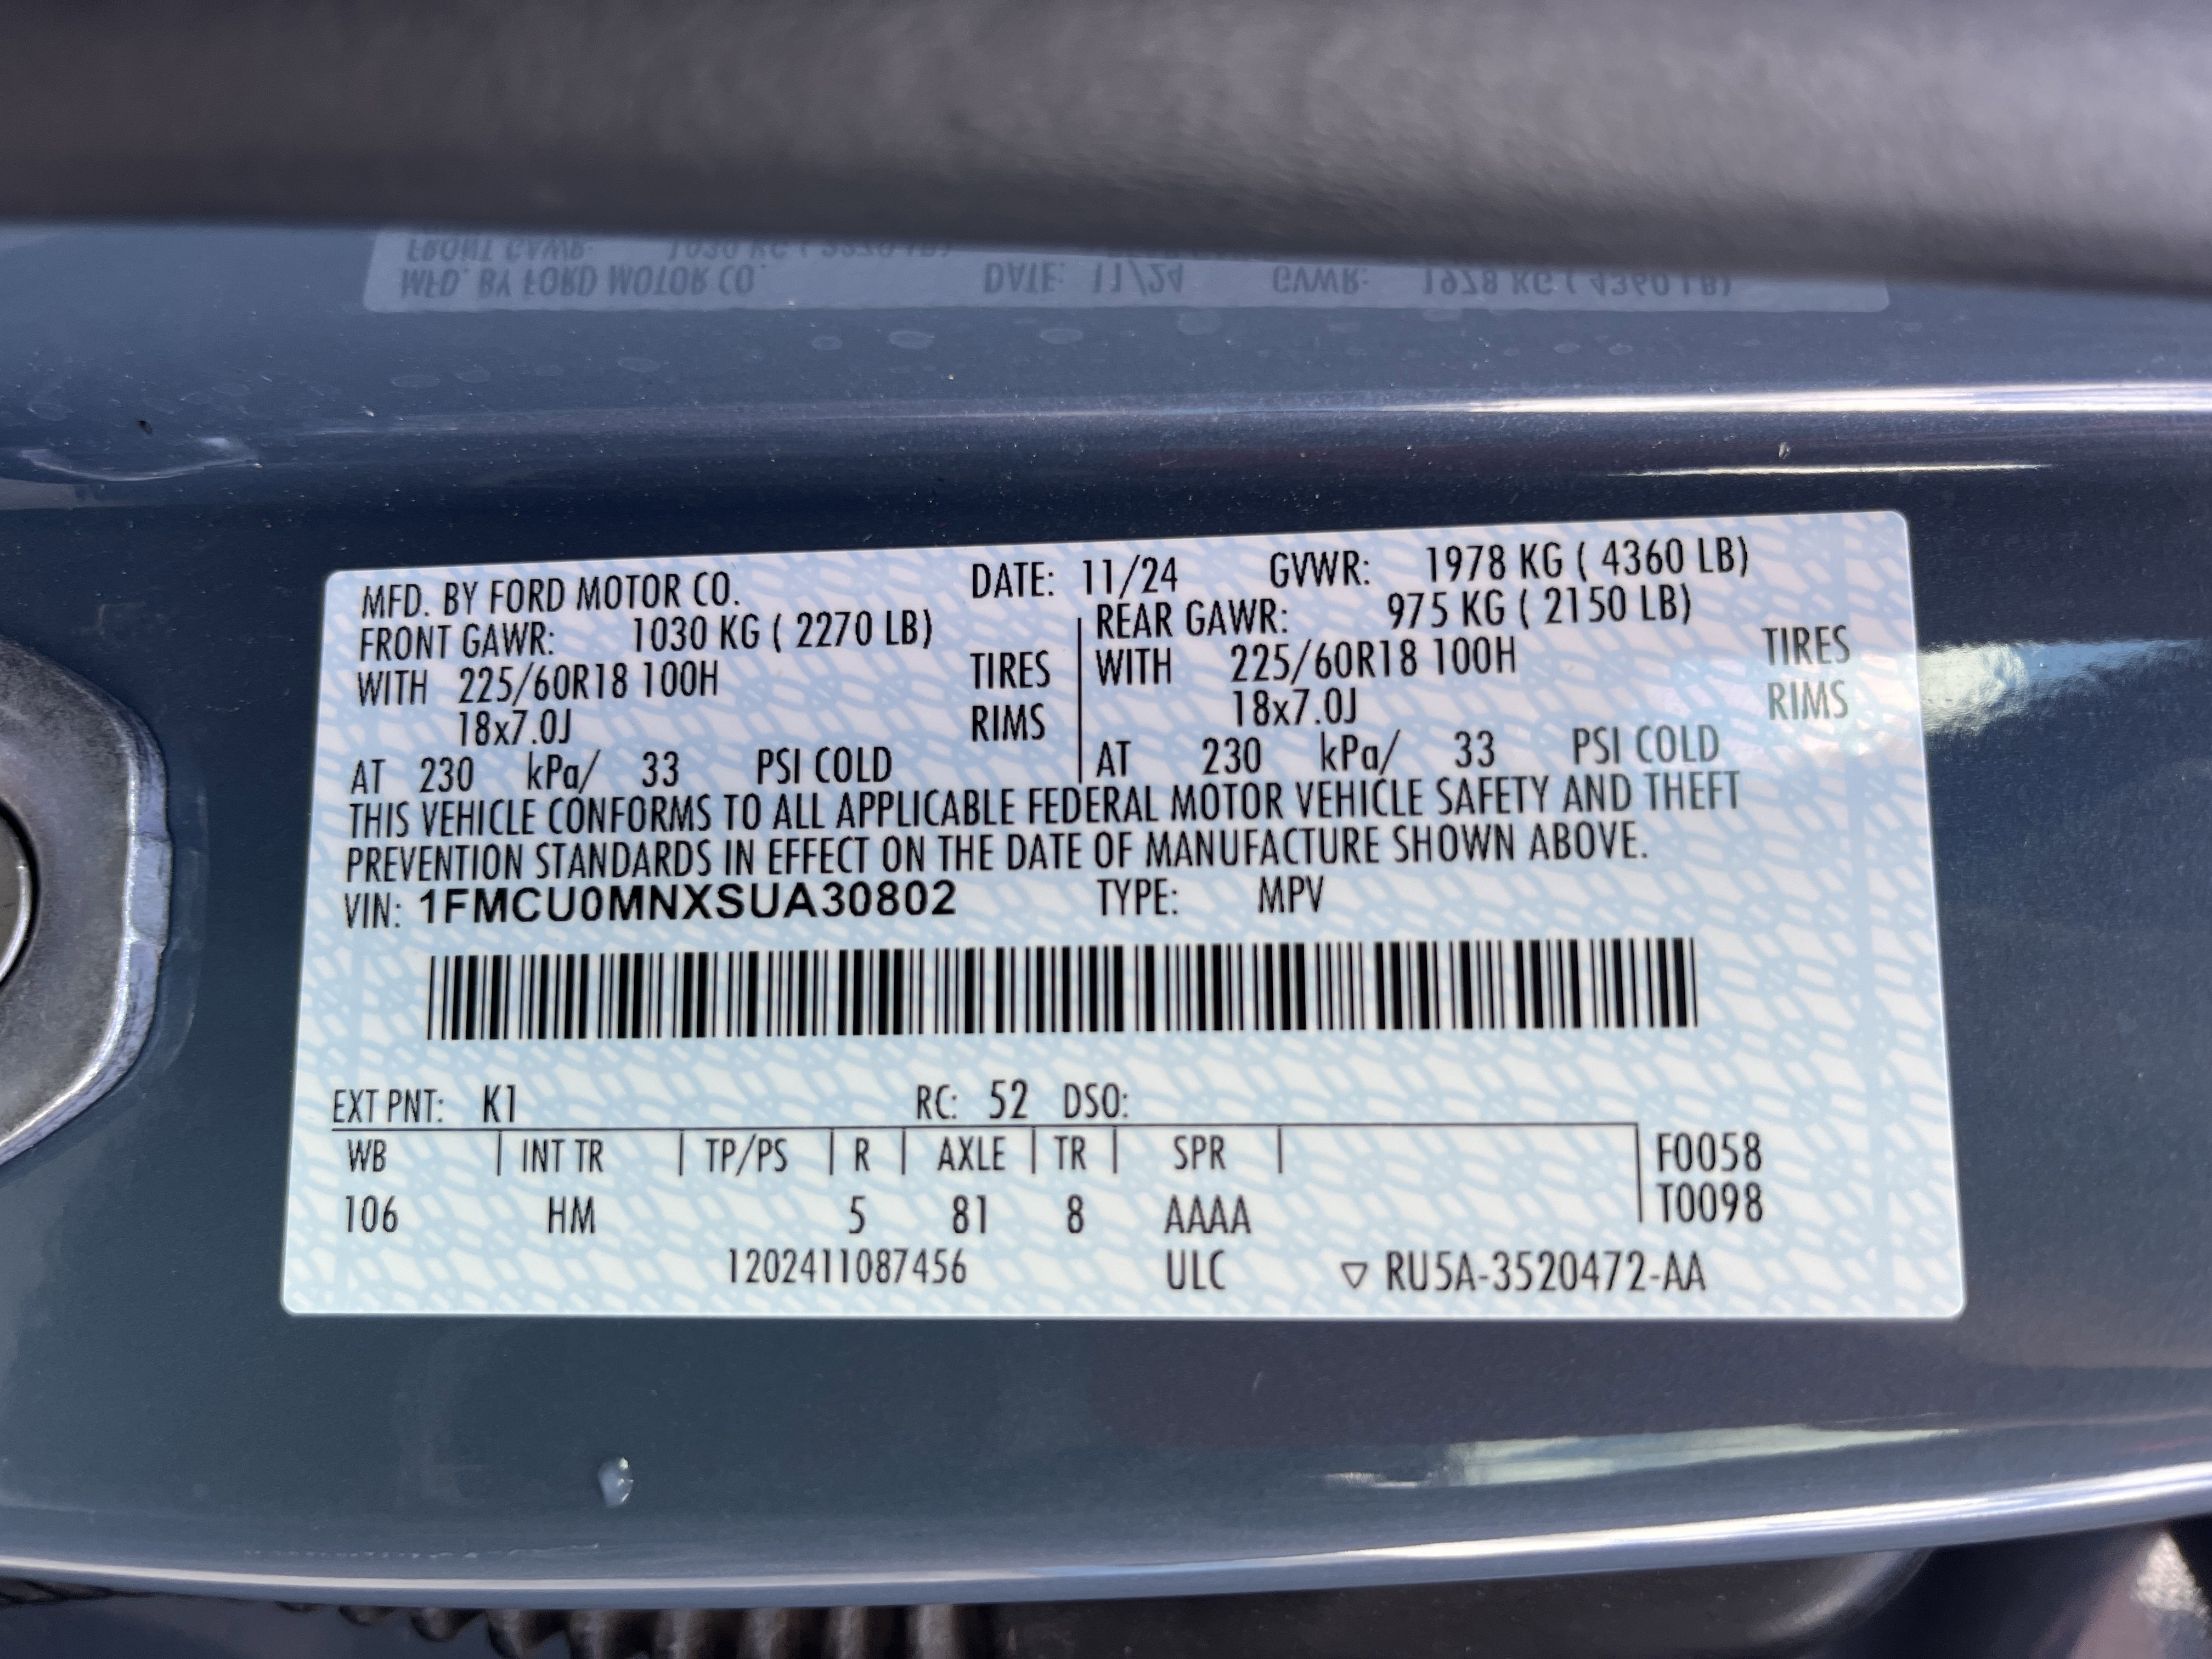 MFD. BY FORD MOTOR CO. DATE: 11/24 GVWR: 1978 KG ( 4360 LB)
FRONT GAWR: 1030 KG ( 2270 LB) REAR GAWR: 975 KG ( 2150 LB)
WITH 225/60R18 100H TIRES WITH 225/60R18 100H TIRES
18x7.0J RIMS 18x7.0J RIMS
AT 230 kPa/ 33 PSI COLD AT 230 kPa/ 33 PSI COLD
THIS VEHICLE CONFORMS TO ALL APPLICABLE FEDERAL MOTOR VEHICLE SAFETY AND THEFT
PREVENTION STANDARDS IN EFFECT ON THE DATE OF MANUFACTURE SHOWN ABOVE.
VIN: 1FMCU0MNXSUA30802 TYPE: MPV
EXT PNT: K1 RC: 52 DSO:
WB INT TR TP/PS R AXLE TR SPR F0058
106 HM 5 81 8 AAAA T0098
1202411087456 ULC ▽ RU5A-3520472-AA